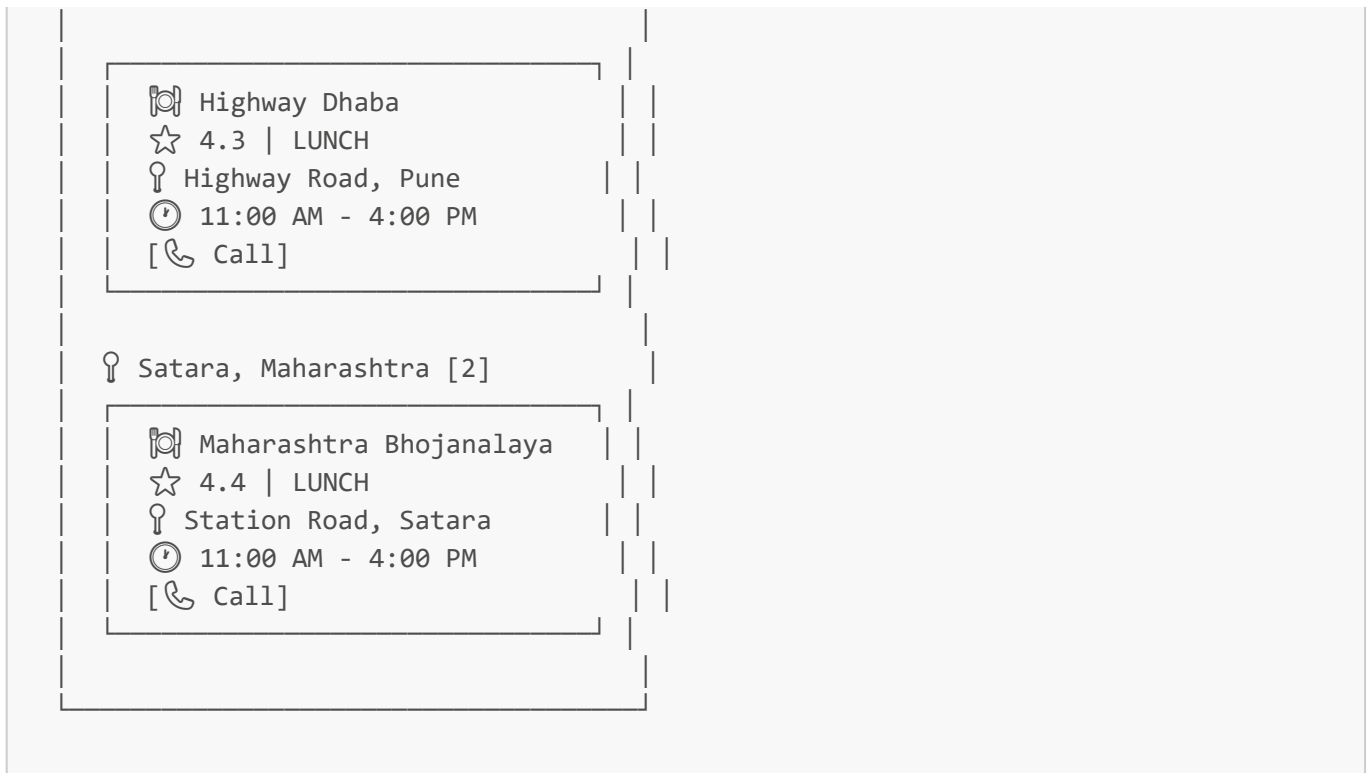 🍽 Highway Dhaba
☆ 4.3 | LUNCH
📍 Highway Road, Pune
🕐 11:00 AM - 4:00 PM
[📞 Call]
📍 Satara, Maharashtra [2]
🍽 Maharashtra Bhojanalaya
☆ 4.4 | LUNCH
📍 Station Road, Satara
🕐 11:00 AM - 4:00 PM
[📞 Call]